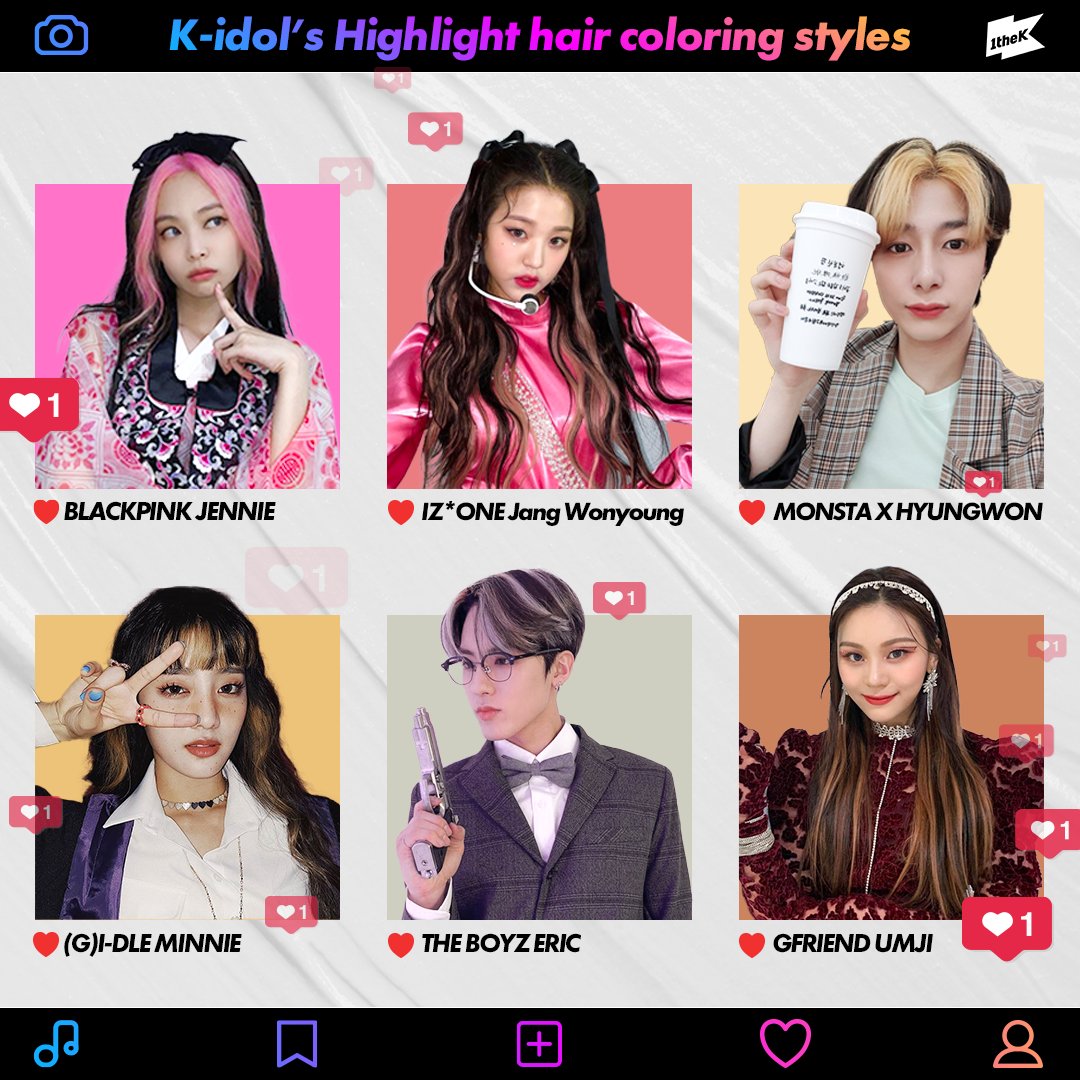 K-idol's Highlight hair coloring styles
1theK
1
1
1
1
BLACKPINK JENNIE
IZ*ONE Jang Wonyoung
1
MONSTA X HYUNGWON
1
1
1
1
1
1
1
(G)I-DLE MINNIE
THE BOYZ ERIC
GFRIEND UMJI
1